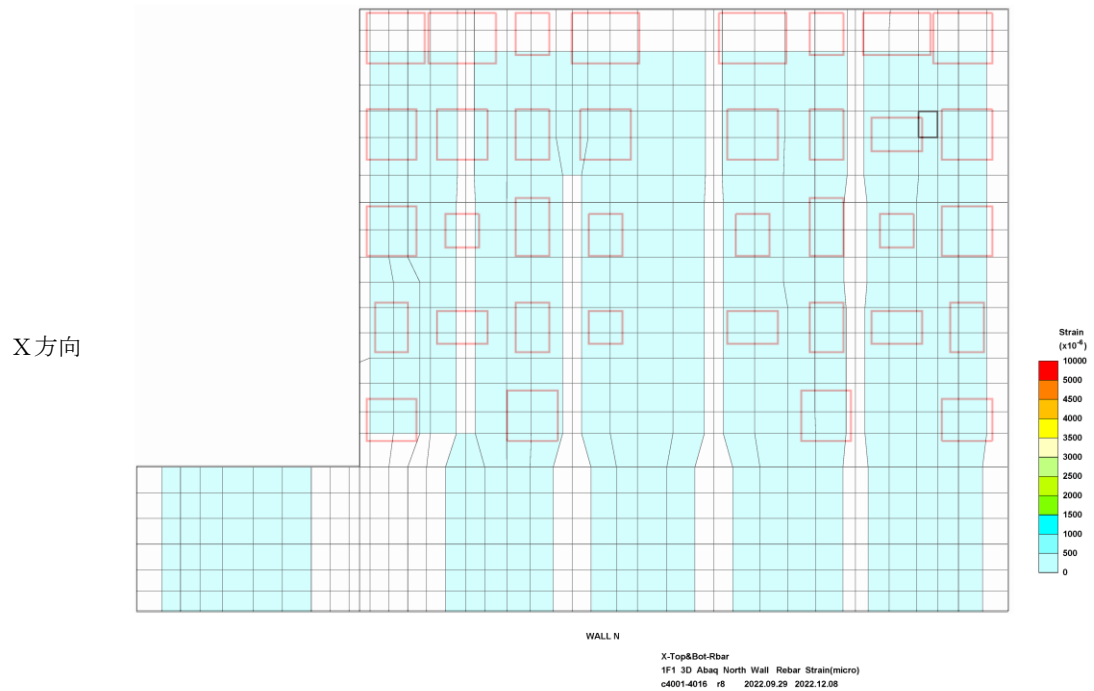 X方向
Strain
(x10⁻⁶)
10000
5000
4500
4000
3500
3000
2500
2000
1500
1000
500
0
WALL N
X-Top&Bot-Rbar
1F1 3D Abaq North Wall Rebar Strain(micro)
c4001-4016 r8 2022.09.29 2022.12.08